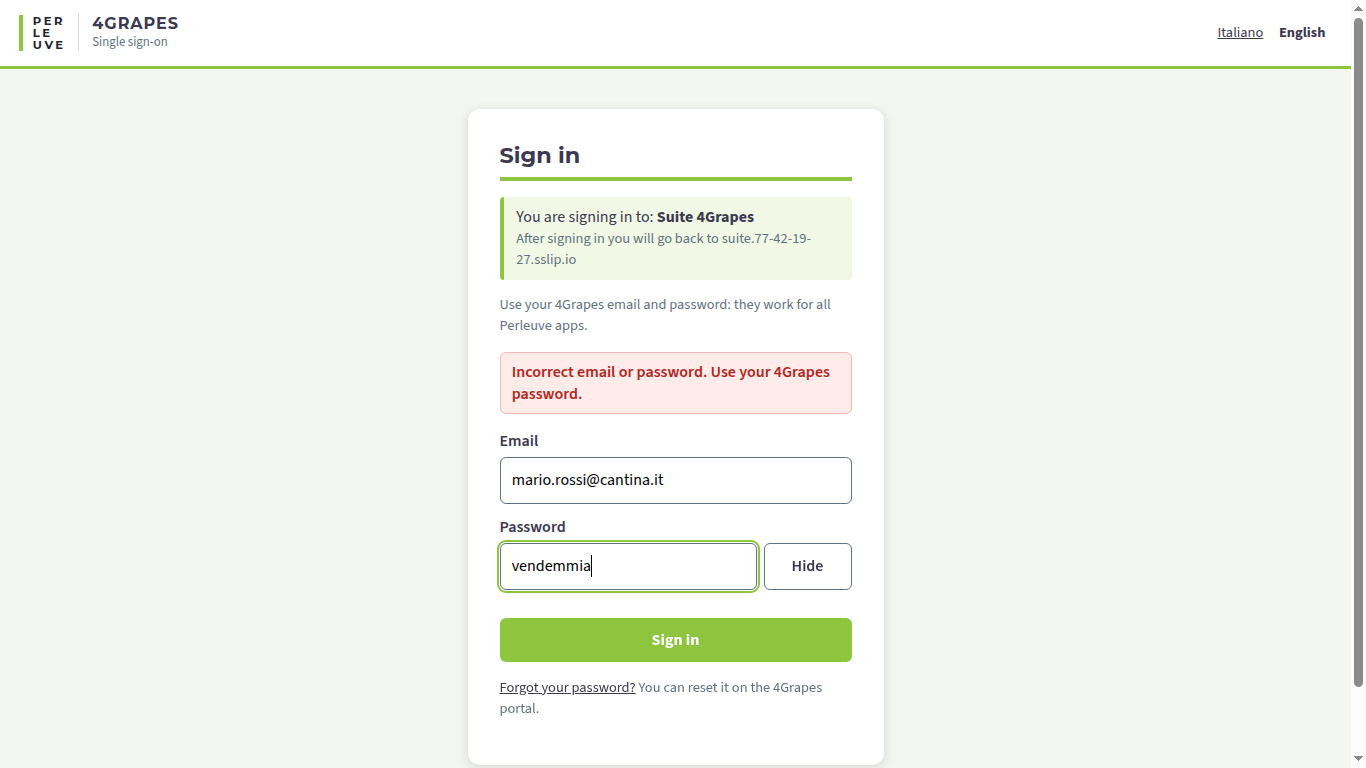 PER
LE
UVE
4GRAPES
Single sign-on
Italiano English
Sign in
You are signing in to: Suite 4Grapes
After signing in you will go back to suite.77-42-19-
27.sslip.io
Use your 4Grapes email and password: they work for all
Perleuve apps.
Incorrect email or password. Use your 4Grapes
password.
Email
mario.rossi@cantina.it
Password
vendemmia Hide
Sign in
Forgot your password? You can reset it on the 4Grapes
portal.